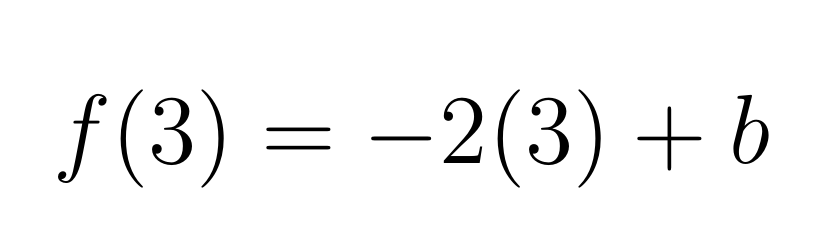 f(3) = −2(3) + b